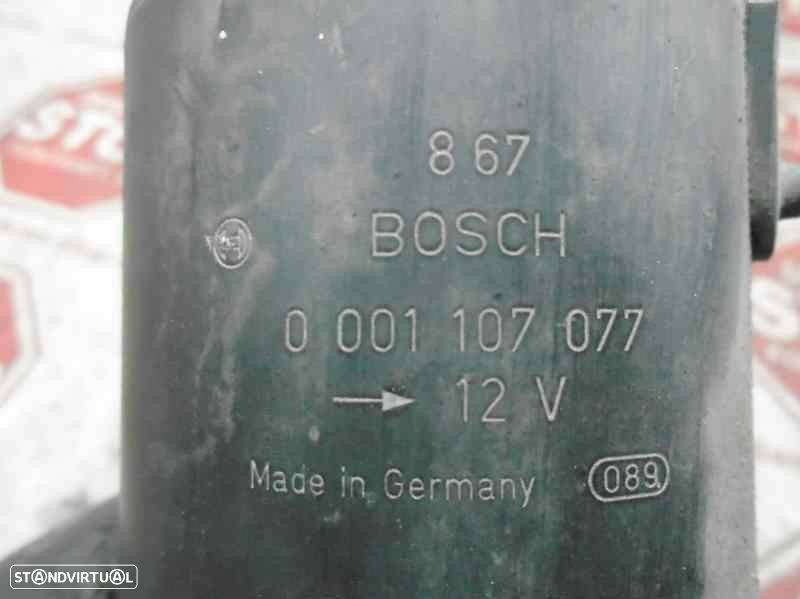 8 67
BOSCH
0 001 107 077
→ 12 V
Made in Germany 089
STANDVIRTUAL